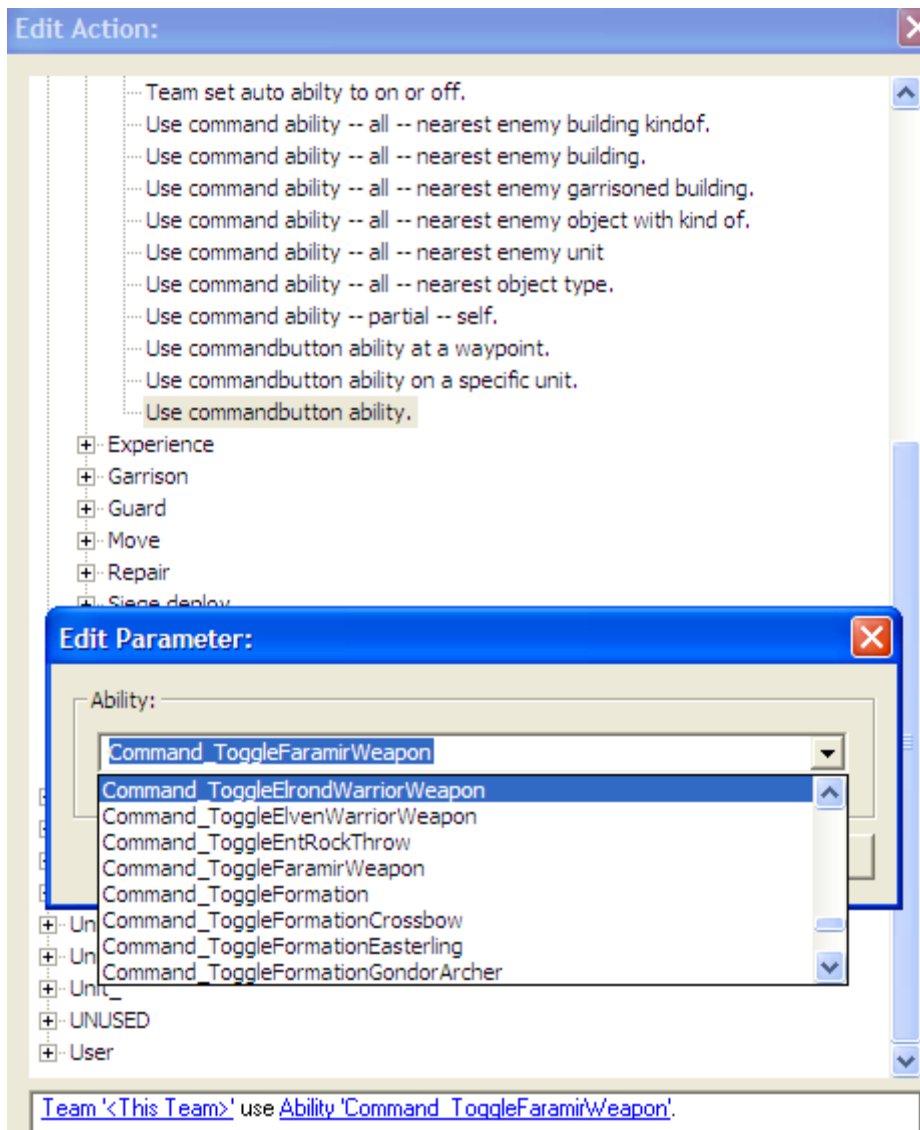 Edit Action:
Team set auto abilty to on or off.
Use command ability -- all -- nearest enemy building kindof.
Use command ability -- all -- nearest enemy building.
Use command ability -- all -- nearest enemy garrisoned building.
Use command ability -- all -- nearest enemy object with kind of.
Use command ability -- all -- nearest enemy unit
Use command ability -- all -- nearest object type.
Use command ability -- partial -- self.
Use commandbutton ability at a waypoint.
Use commandbutton ability on a specific unit.
Use commandbutton ability.
Experience
Garrison
Guard
Move
Repair
Siege deploy
Edit Parameter:
Ability:
Command_ToggleFaramirWeapon
Command_ToggleElrondWarriorWeapon
Command_ToggleElvenWarriorWeapon
Command_ToggleEntRockThrow
Command_ToggleFaramirWeapon
Command_ToggleFormation
Command_ToggleFormationCrossbow
Un
Command_ToggleFormationEasterling
Un
Command_ToggleFormationGondorArcher
Unit_
UNUSED
User
Team '<This Team>' use Ability 'Command_ToggleFaramirWeapon'.